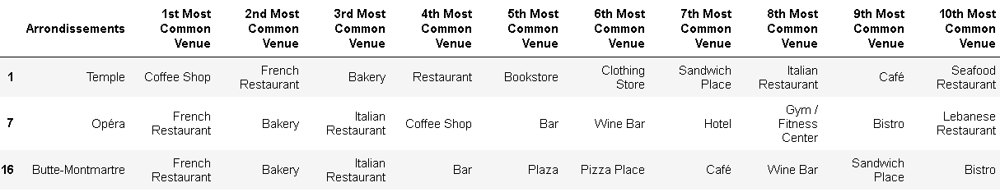 Arrondissements 1st Most Common Venue 2nd Most Common Venue 3rd Most Common Venue 4th Most Common Venue 5th Most Common Venue 6th Most Common Venue 7th Most Common Venue 8th Most Common Venue 9th Most Common Venue 10th Most Common Venue
1 Temple Coffee Shop French Restaurant Bakery Restaurant Bookstore Clothing Store Sandwich Place Italian Restaurant Café Seafood Restaurant
7 Opéra French Restaurant Bakery Italian Restaurant Coffee Shop Bar Wine Bar Hotel Gym / Fitness Center Bistro Lebanese Restaurant
16 Butte-Montmartre French Restaurant Bakery Italian Restaurant Bar Plaza Pizza Place Café Wine Bar Sandwich Place Bistro